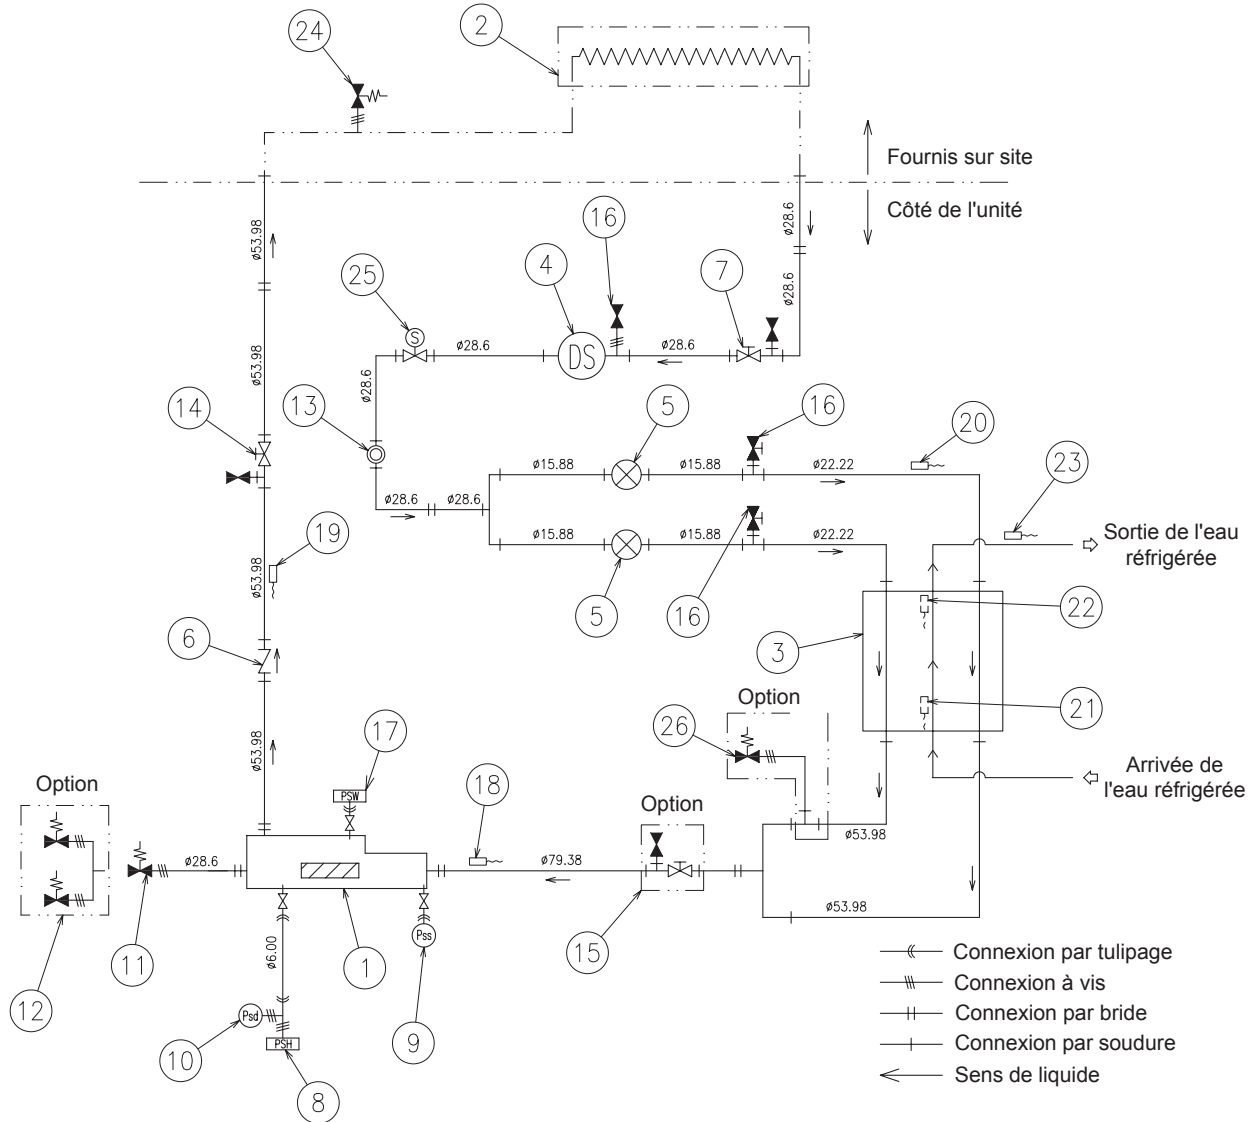 24
2
Fournis sur site
Côté de l'unité
ø53.98
ø28.6
16
4
7
25
ø28.6
ø28.6
ø28.6
ø53.98
ø28.6
14
13
5
16
20
23
ø15.88
ø15.88
ø22.22
ø28.6
ø28.6
Sortie de l'eau
réfrigérée
ø15.88
ø15.88
ø22.22
19
ø53.98
5
16
22
6
3
21
Option
26
17
ø53.98
Arrivée de
l'eau réfrigérée
Option
PSW
18
Option
ø53.98
ø28.6
ø79.38
ø53.98
Pss
ø6.00
11
1
15
12
Psd
9
10
PSH
8
DS
S
Connexion par tulipage
Connexion à vis
Connexion par bride
Connexion par soudure
Sens de liquide